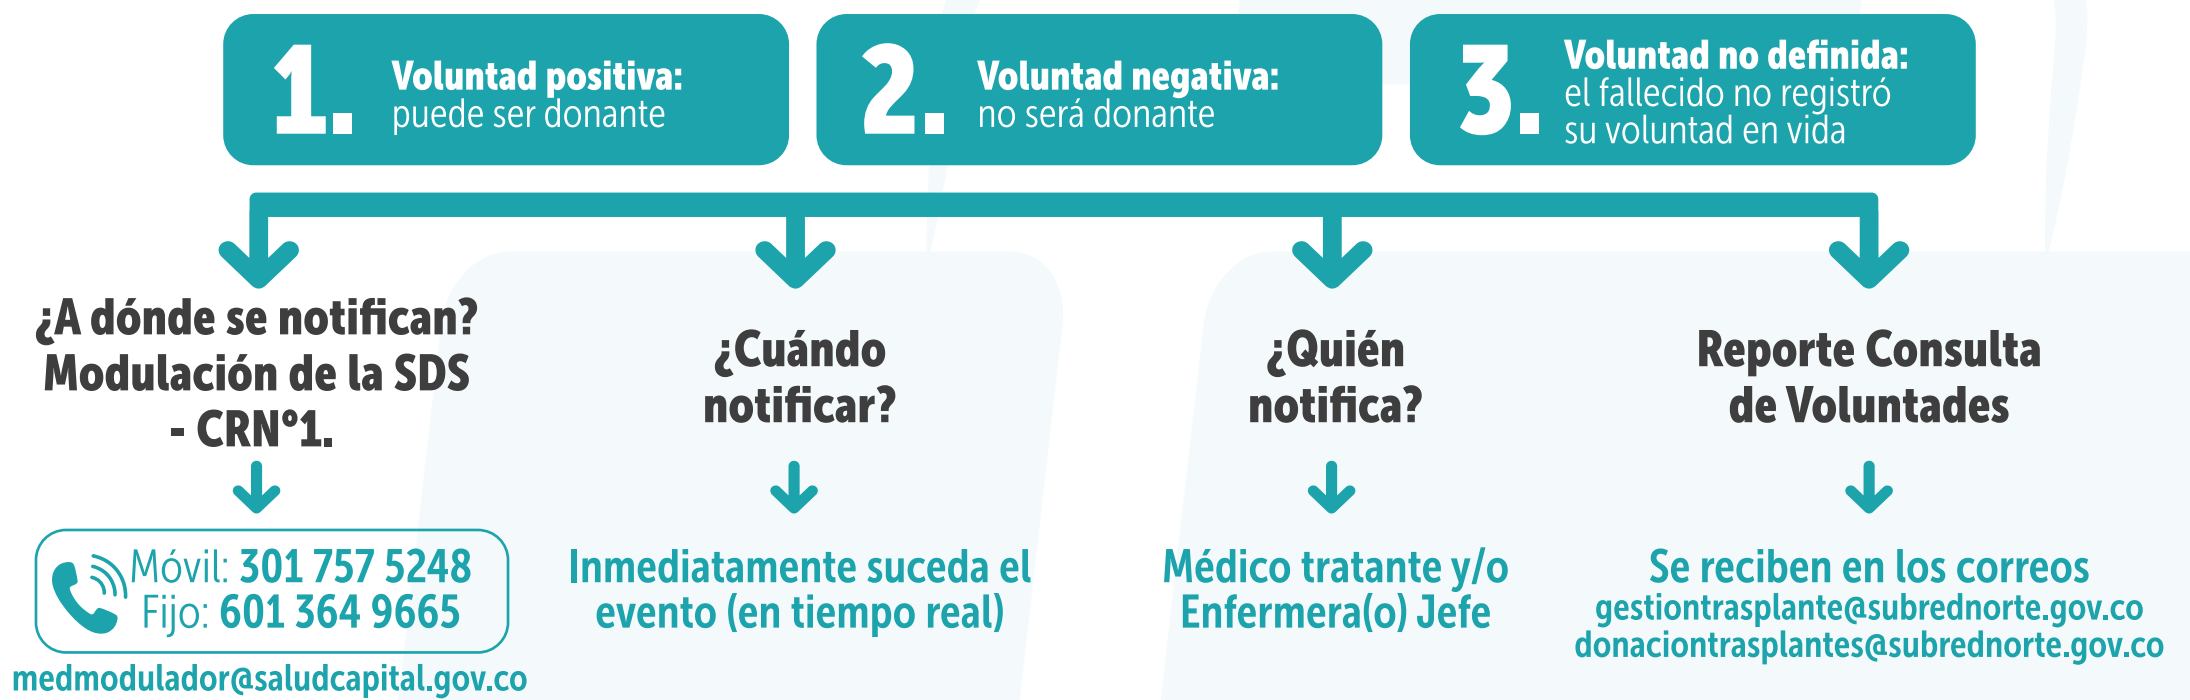 1.
Voluntad positiva:
puede ser donante
2.
Voluntad negativa:
no será donante
3.
Voluntad no definida:
el fallecido no registró
su voluntad en vida
¿A dónde se notifican?
Modulación de la SDS
- CRN°1.
Móvil: 301 757 5248
Fijo: 601 364 9665
medmodulador@saludcapital.gov.co
¿Cuándo
notificar?
Inmediatamente suceda el
evento (en tiempo real)
¿Quién
notifica?
Médico tratante y/o
Enfermera(o) Jefe
Reporte Consulta
de Voluntades
Se reciben en los correos
gestiontrasplante@subrednorte.gov.co
donaciontrasplantes@subrednorte.gov.co